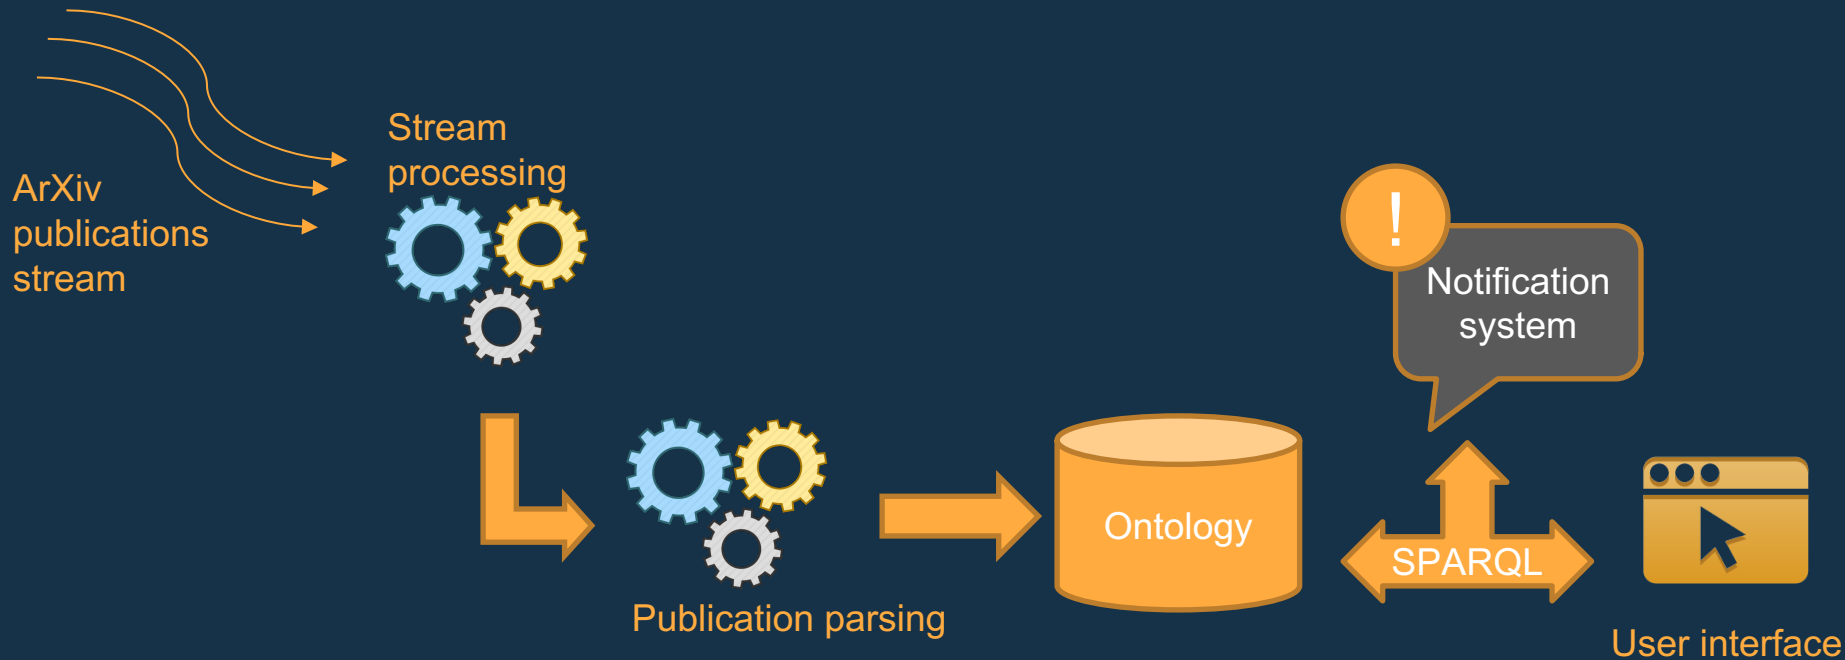 ArXiv
publications
stream
Stream
processing
Publication parsing
Ontology
!
Notification
system
SPARQL
User interface